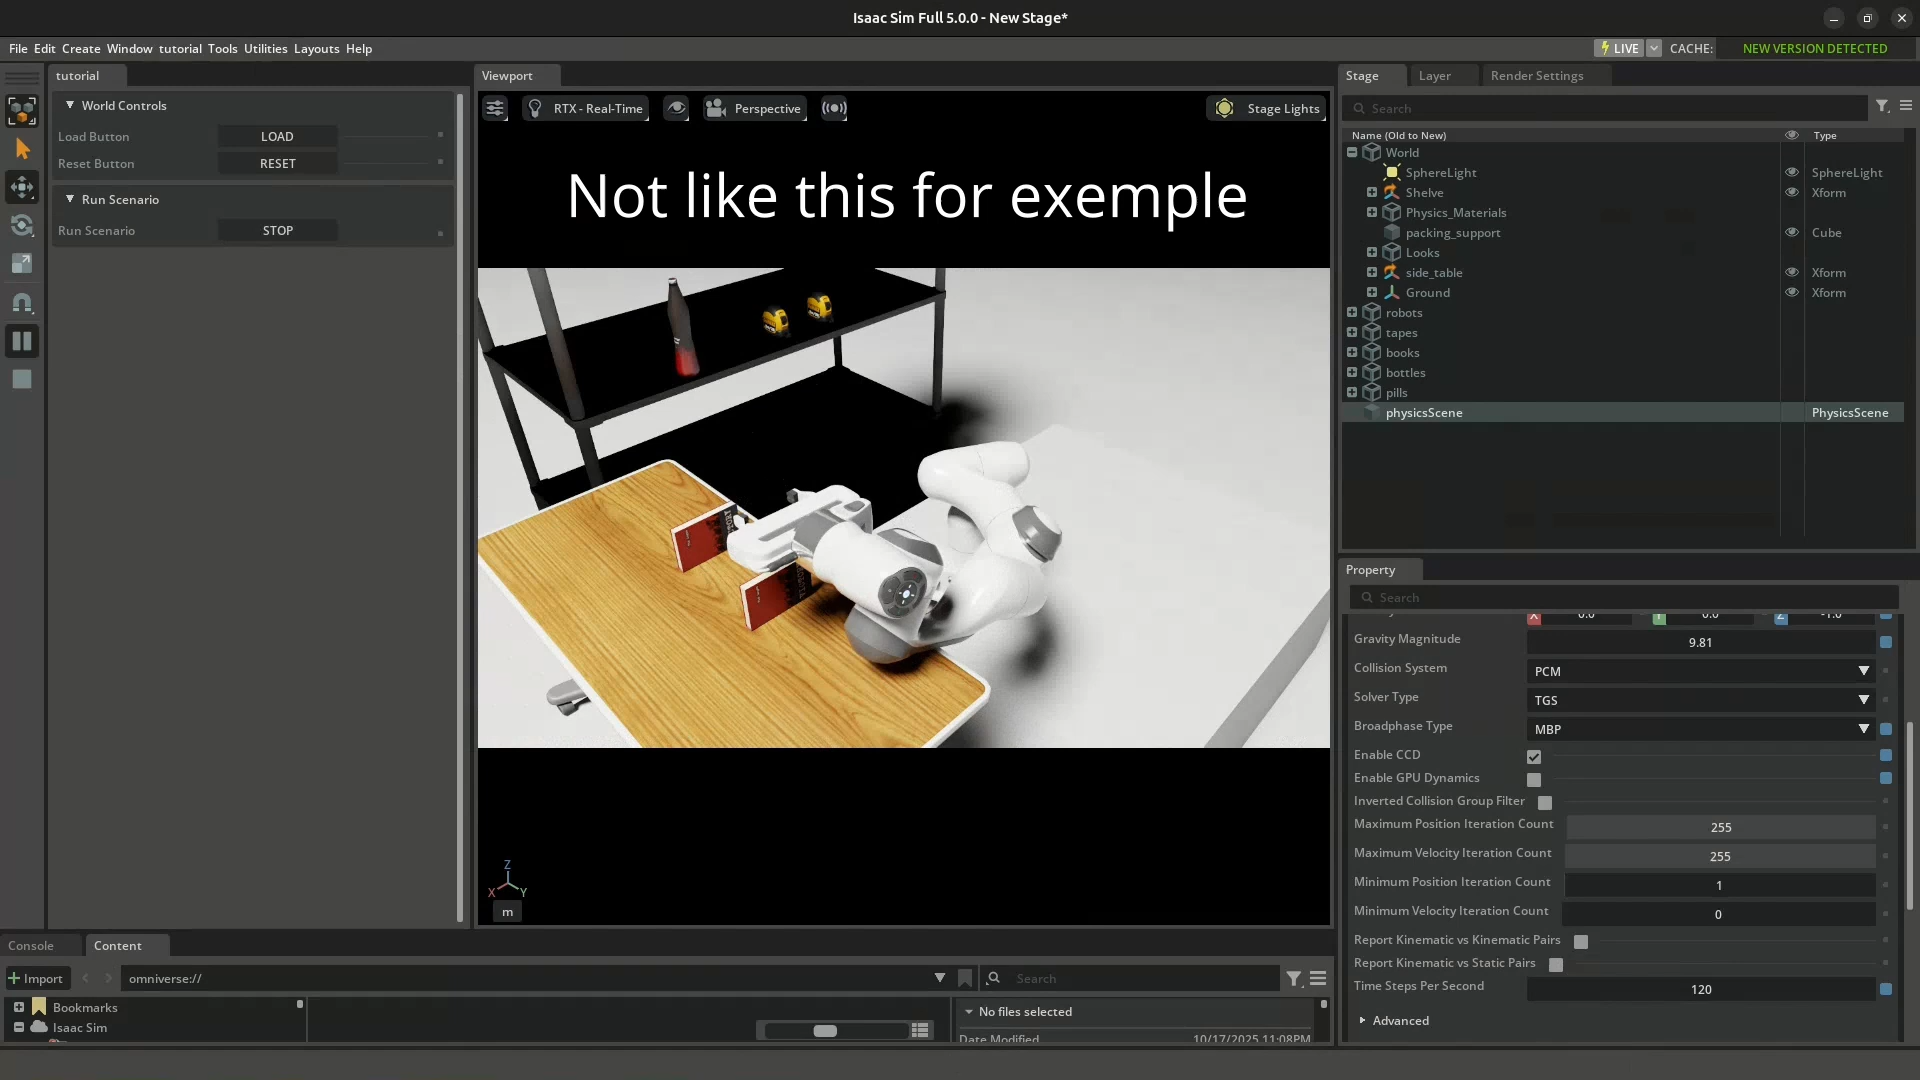 Isaac Sim Full 5.0.0 - New Stage*
File Edit Create Window tutorial Tools Utilities Layouts Help
LIVE CACHE: NEW VERSION DETECTED
tutorial
World Controls
Load Button LOAD
Reset Button RESET
Run Scenario
Run Scenario STOP
Viewport
RTX - Real-Time Perspective Stage Lights
Not like this for exemple
Z
X Y
m
Stage Layer Render Settings
Search
Name (Old to New) Type
World
SphereLight SphereLight
Shelve Xform
Physics_Materials
packing_support Cube
Looks
side_table Xform
Ground Xform
robots
tapes
books
bottles
pills
physicsScene PhysicsScene
Property
Search
X 0.0 Y 0.0 Z -1.0
Gravity Magnitude 9.81
Collision System PCM
Solver Type TGS
Broadphase Type MBP
Enable CCD
Enable GPU Dynamics
Inverted Collision Group Filter
Maximum Position Iteration Count 255
Maximum Velocity Iteration Count 255
Minimum Position Iteration Count 1
Minimum Velocity Iteration Count 0
Report Kinematic vs Kinematic Pairs
Report Kinematic vs Static Pairs
Time Steps Per Second 120
Advanced
Console Content
Import omniverse:// Search
Bookmarks
Isaac Sim
No files selected
Date Modified 10/17/2025 11:08PM